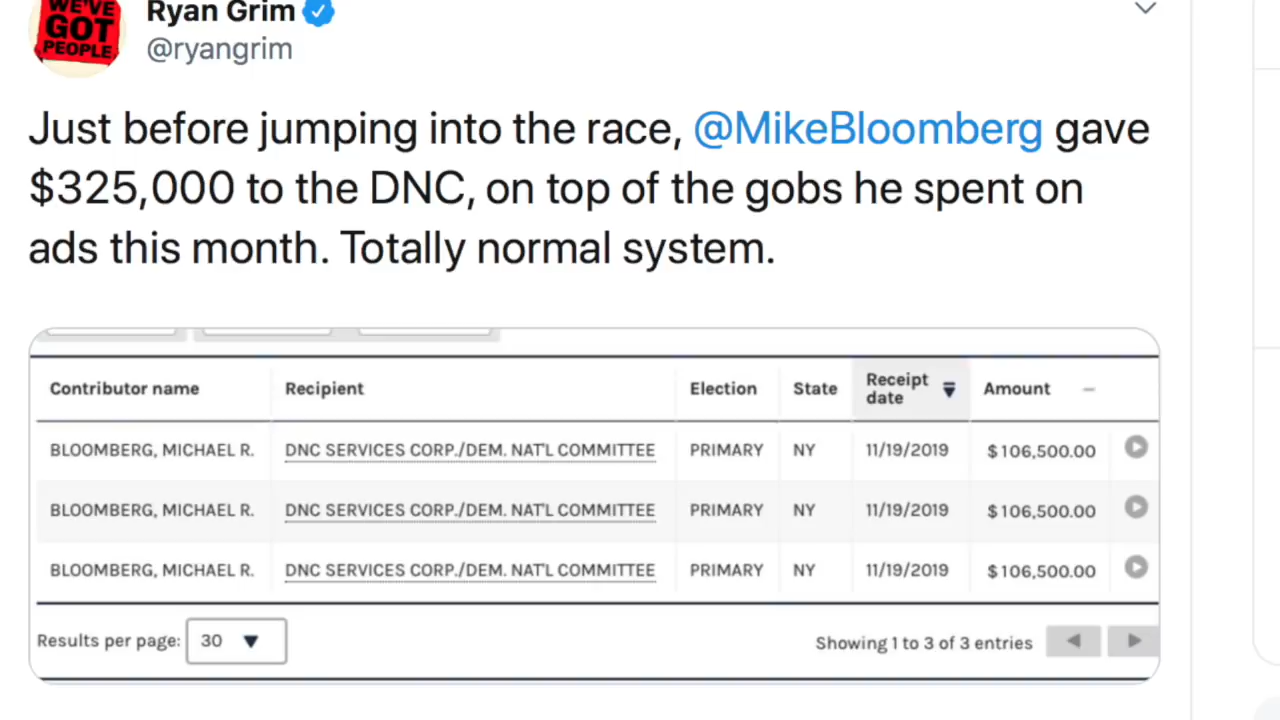 WE'VE
GOT
PEOPLE
Ryan Grim
@ryangrim
Just before jumping into the race, @MikeBloomberg gave
$325,000 to the DNC, on top of the gobs he spent on
ads this month. Totally normal system.
Contributor name Recipient Election State Receipt date Amount
BLOOMBERG, MICHAEL R. DNC SERVICES CORP./DEM. NAT'L COMMITTEE PRIMARY NY 11/19/2019 $106,500.00
BLOOMBERG, MICHAEL R. DNC SERVICES CORP./DEM. NAT'L COMMITTEE PRIMARY NY 11/19/2019 $106,500.00
BLOOMBERG, MICHAEL R. DNC SERVICES CORP./DEM. NAT'L COMMITTEE PRIMARY NY 11/19/2019 $106,500.00
Results per page: 30 Showing 1 to 3 of 3 entries